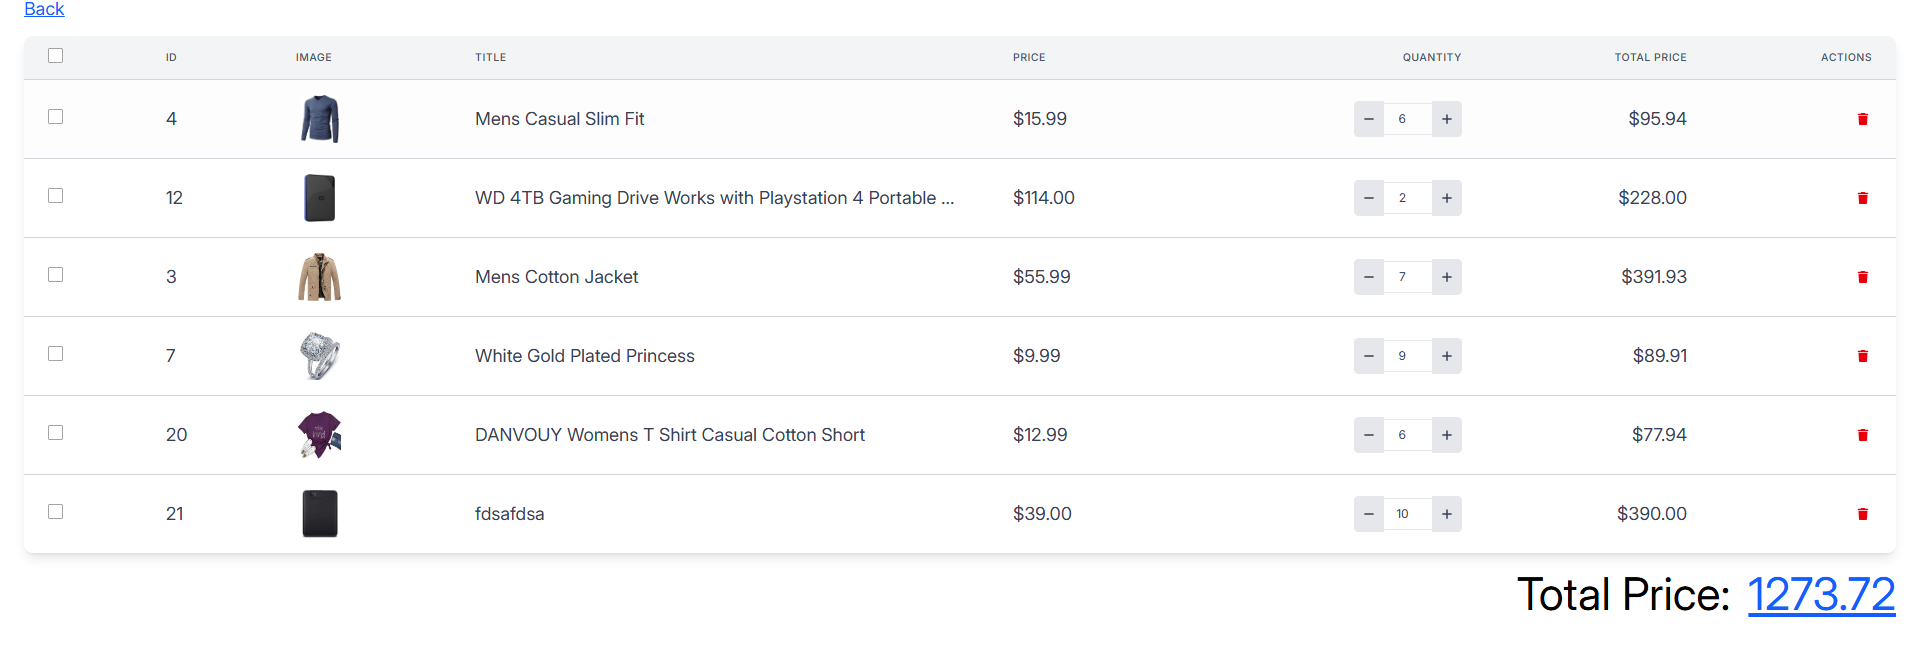 Back
ID IMAGE TITLE PRICE QUANTITY TOTAL PRICE ACTIONS
4 Mens Casual Slim Fit $15.99 − 6 + $95.94
12 WD 4TB Gaming Drive Works with Playstation 4 Portable ... $114.00 − 2 + $228.00
3 Mens Cotton Jacket $55.99 − 7 + $391.93
7 White Gold Plated Princess $9.99 − 9 + $89.91
20 DANVOUY Womens T Shirt Casual Cotton Short $12.99 − 6 + $77.94
21 fdsafdsa $39.00 − 10 + $390.00
Total Price: 1273.72